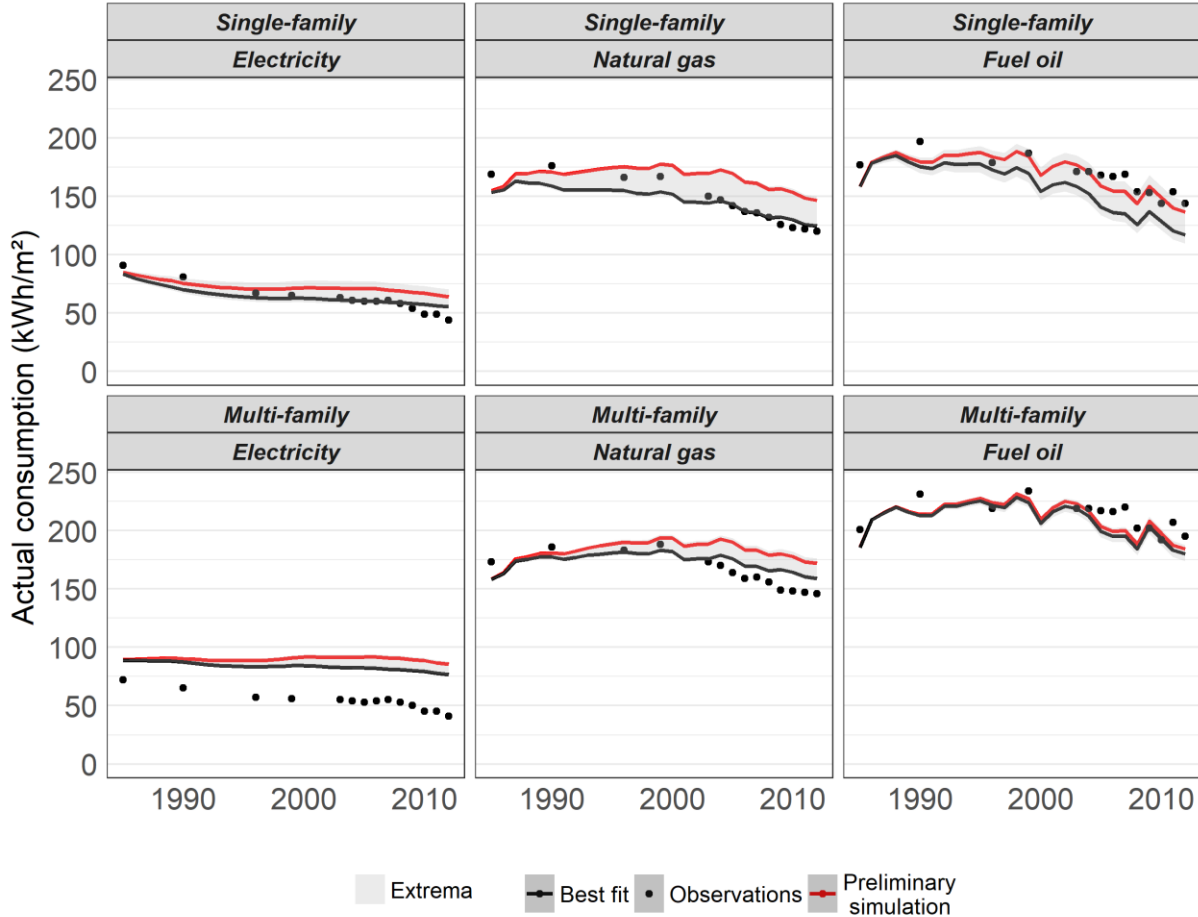 Single-family
Single-family
Single-family
Electricity
Natural gas
Fuel oil
250
200
150
100
50
0
Multi-family
Multi-family
Multi-family
Electricity
Natural gas
Fuel oil
250
200
150
100
50
0
Actual consumption (kWh/m²)
1990
2000
2010
1990
2000
2010
1990
2000
2010
Extrema
Best fit
Observations
Preliminary
simulation